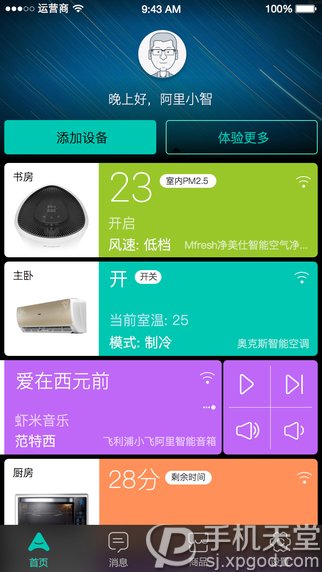 运营商
9:43 AM
93%
晚上好，阿里小智
添加设备
体验更多
书房
23 室内PM2.5
开启
风速: 低档
Mfresh净美仕智能空气净...
主卧
开 开关
当前室温: 25
模式: 制冷
奥克斯智能空调
爱在西元前
虾米音乐
范特西
飞利浦小飞阿里智能音箱
厨房
28分 剩余时间
首页
消息
商品
手机天堂
sj.xpgod.com